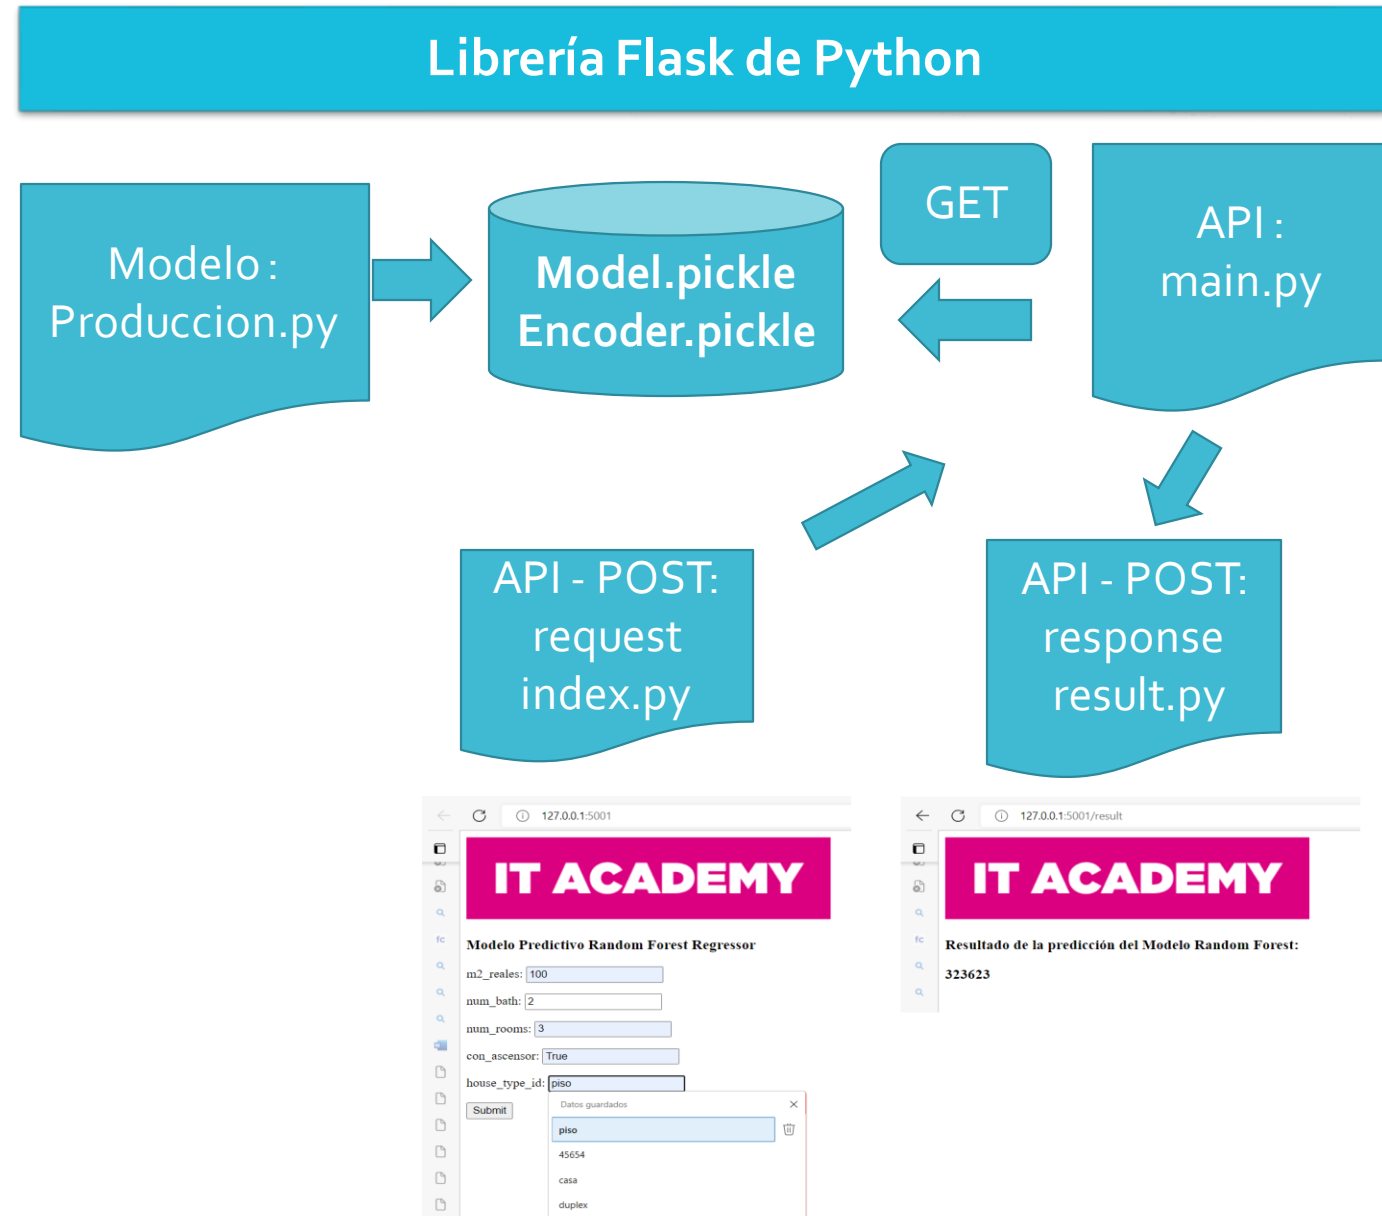 Librería Flask de Python
Modelo :
Produccion.py
Model.pickle
Encoder.pickle
GET
API :
main.py
API - POST:
request
index.py
API - POST:
response
result.py
127.0.0.1:5001
IT ACADEMY
fc
Modelo Predictivo Random Forest Regressor
m2_reales: 100
num_bath: 2
num_rooms: 3
con_ascensor: True
house_type_id: piso
Submit
Datos guardados
piso
45654
casa
duplex
127.0.0.1:5001/result
IT ACADEMY
fc
Resultado de la predicción del Modelo Random Forest:
323623